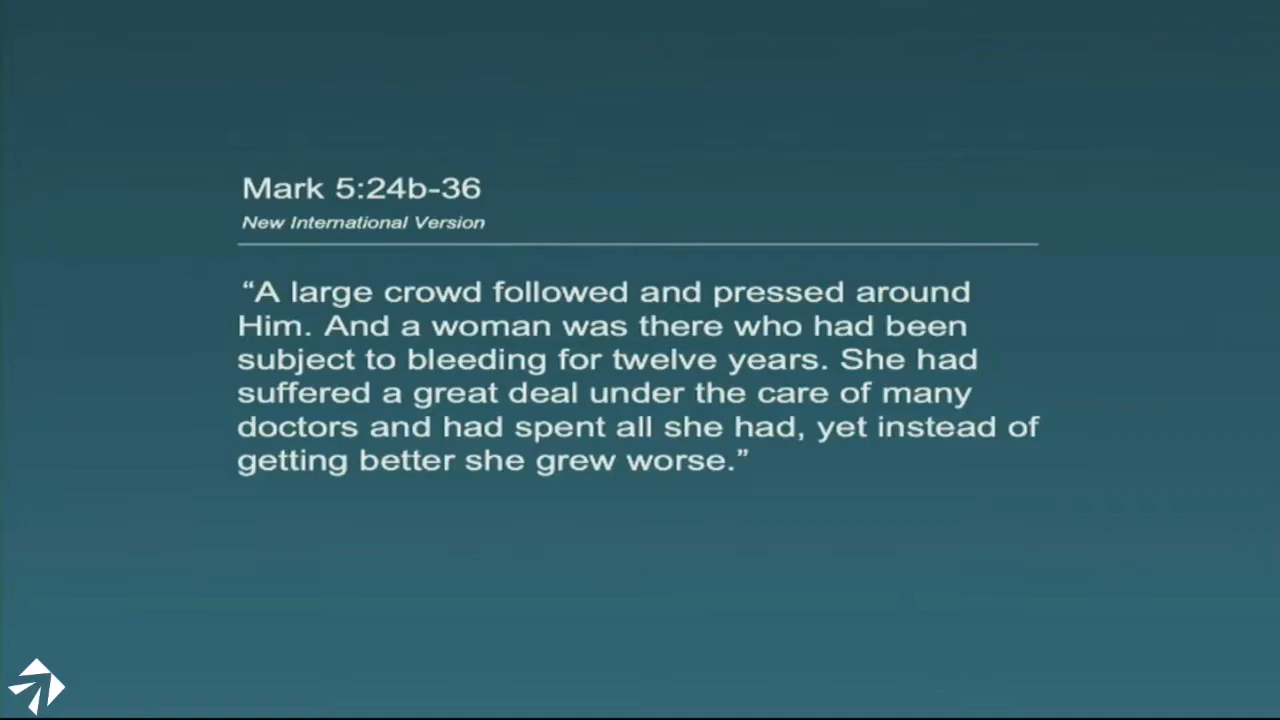 Mark 5:24b-36
New International Version
“A large crowd followed and pressed around
Him. And a woman was there who had been
subject to bleeding for twelve years. She had
suffered a great deal under the care of many
doctors and had spent all she had, yet instead of
getting better she grew worse.”